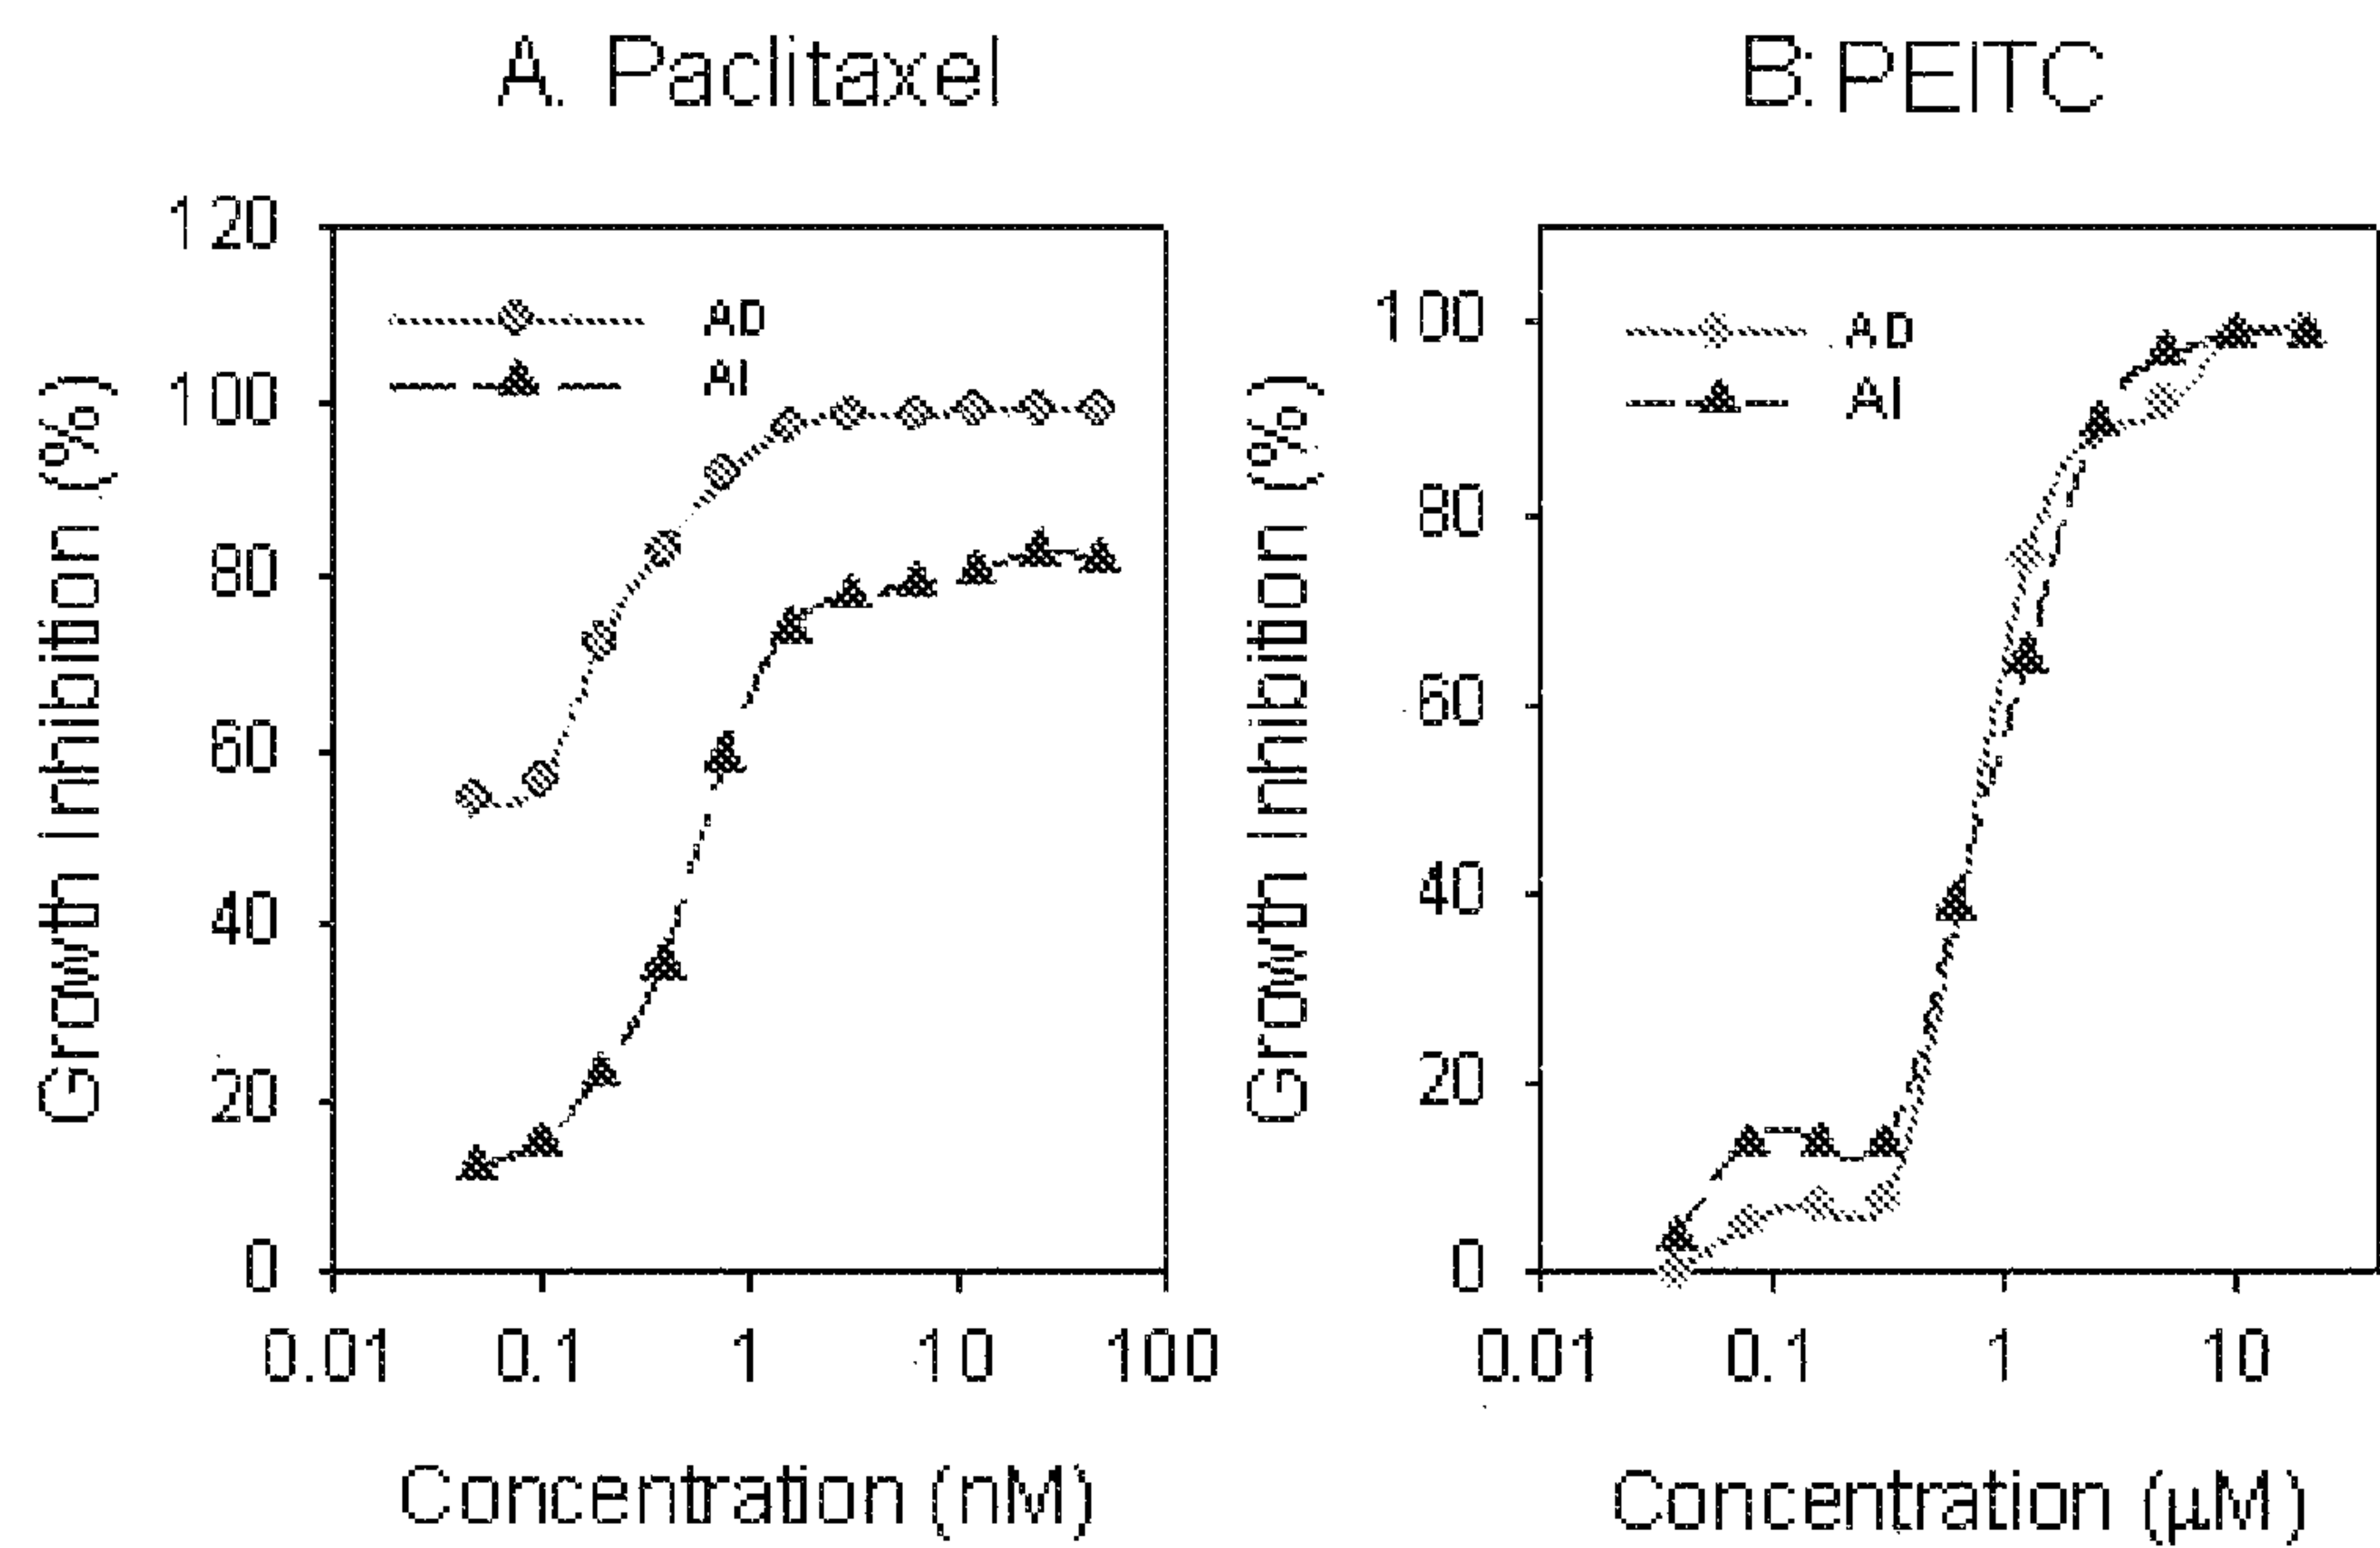 A. Paclitaxel
120
100
80
60
40
20
0
Growth Inhibition (%)
AD
AI
0.01 0.1 1 10 100
Concentration (nM)
B: PEITC
100
80
60
40
20
0
Growth Inhibition (%)
AD
AI
0.01 0.1 1 10
Concentration (µM)